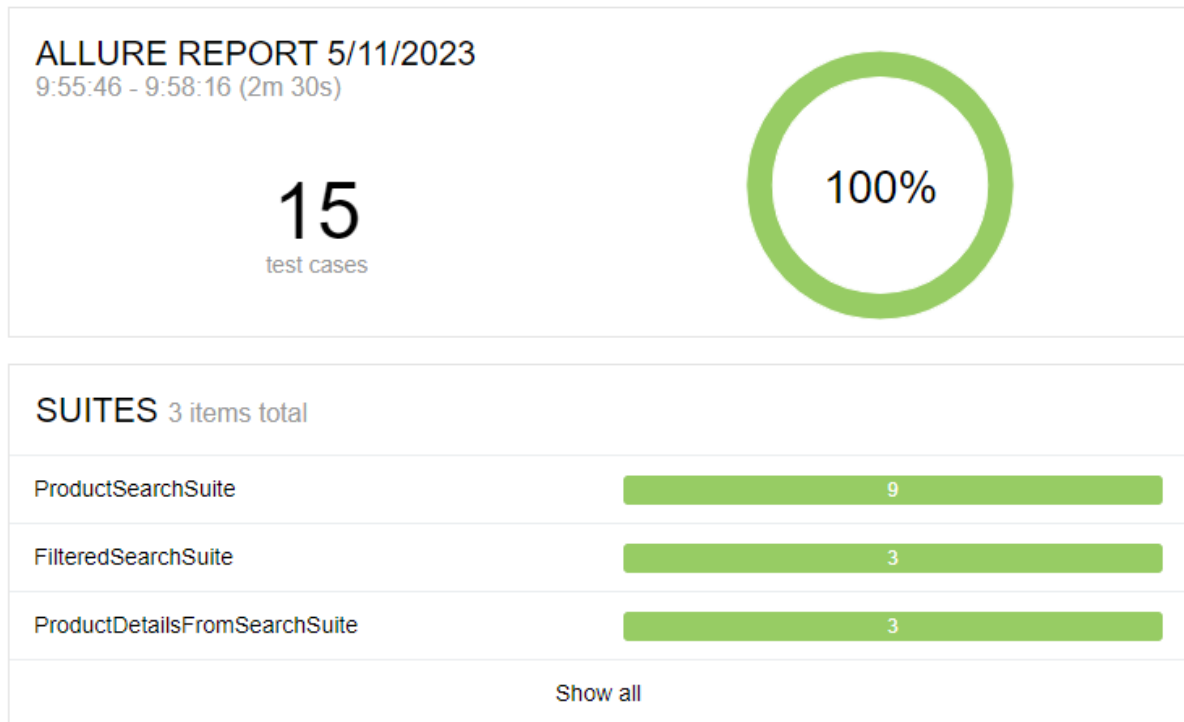 ALLURE REPORT 5/11/2023
9:55:46 - 9:58:16 (2m 30s)
15
test cases
100%
SUITES 3 items total
ProductSearchSuite 9
FilteredSearchSuite 3
ProductDetailsFromSearchSuite 3
Show all